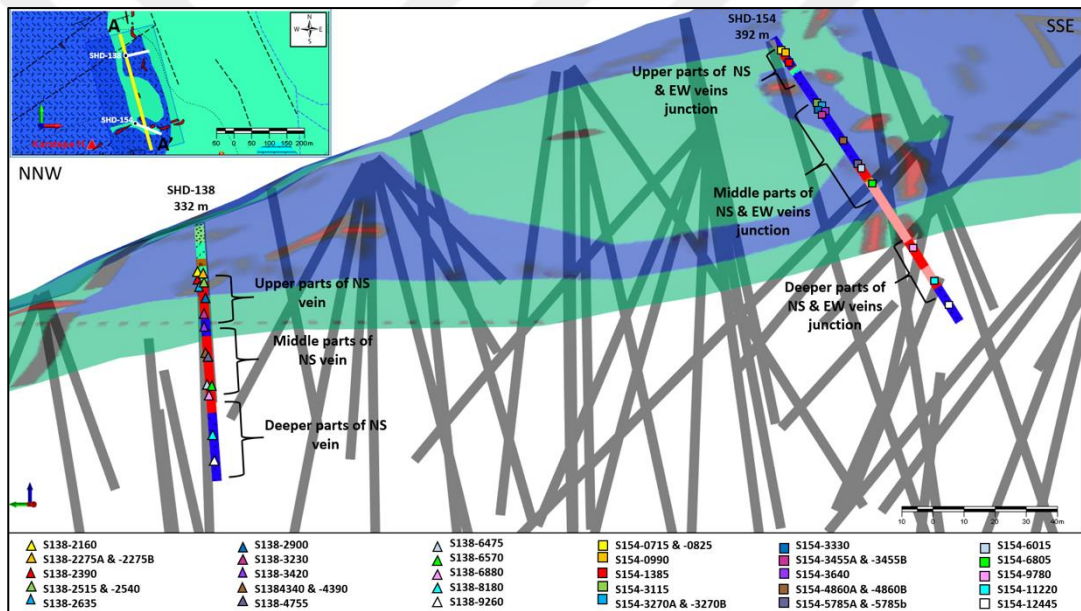 A
N
W E
S
SHD-138
SHD-154
A'
50 0 50 100 150 200m
NNW
SHD-154
392 m
SSE
Upper parts of NS
& EW veins
junction
SHD-138
332 m
Middle parts of
NS & EW veins
junction
Upper parts of NS
vein
Deeper parts of
NS & EW veins
junction
Middle parts of
NS vein
Deeper parts of NS
vein
10 0 10 20 30 40m
S138-2160
S138-2275A & -2275B
S138-2390
S138-2515 & -2540
S138-2635
S138-2900
S138-3230
S138-3420
S1384340 & -4390
S138-4755
S138-6475
S138-6570
S138-6880
S138-8180
S138-9260
S154-0715 & -0825
S154-0990
S154-1385
S154-3115
S154-3270A & -3270B
S154-3330
S154-3455A & -3455B
S154-3640
S154-4860A & -4860B
S154-5785A & -5785b
S154-6015
S154-6805
S154-9780
S154-11220
S154-12445